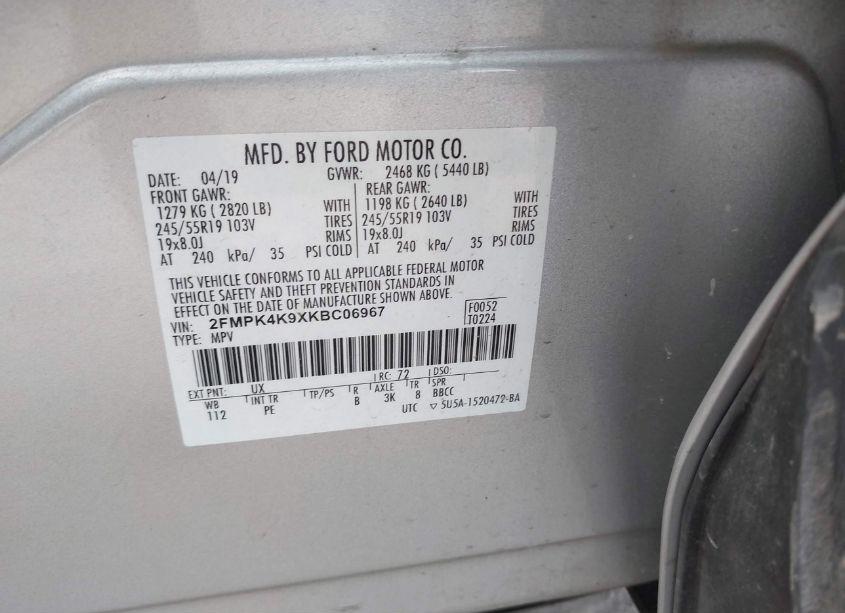 MFD. BY FORD MOTOR CO.
DATE: 04/19 GVWR: 2468 KG ( 5440 LB)
FRONT GAWR: REAR GAWR:
1279 KG ( 2820 LB) WITH 1198 KG ( 2640 LB) WITH
245/55R19 103V TIRES 245/55R19 103V TIRES
19x8.0J RIMS 19x8.0J RIMS
AT 240 kPa/ 35 PSI COLD AT 240 kPa/ 35 PSI COLD
THIS VEHICLE CONFORMS TO ALL APPLICABLE FEDERAL MOTOR
VEHICLE SAFETY AND THEFT PREVENTION STANDARDS IN
EFFECT ON THE DATE OF MANUFACTURE SHOWN ABOVE.
VIN: 2FMPK4K9XKBC06967 F0052
TYPE: MPV T0224
EXT PNT: UX RC: 72 DSO:
WB INT TR TP/PS R AXLE TR SPR
112 PE B 3K 8 BBCC
UTC ▽ 5U5A-1520472-BA